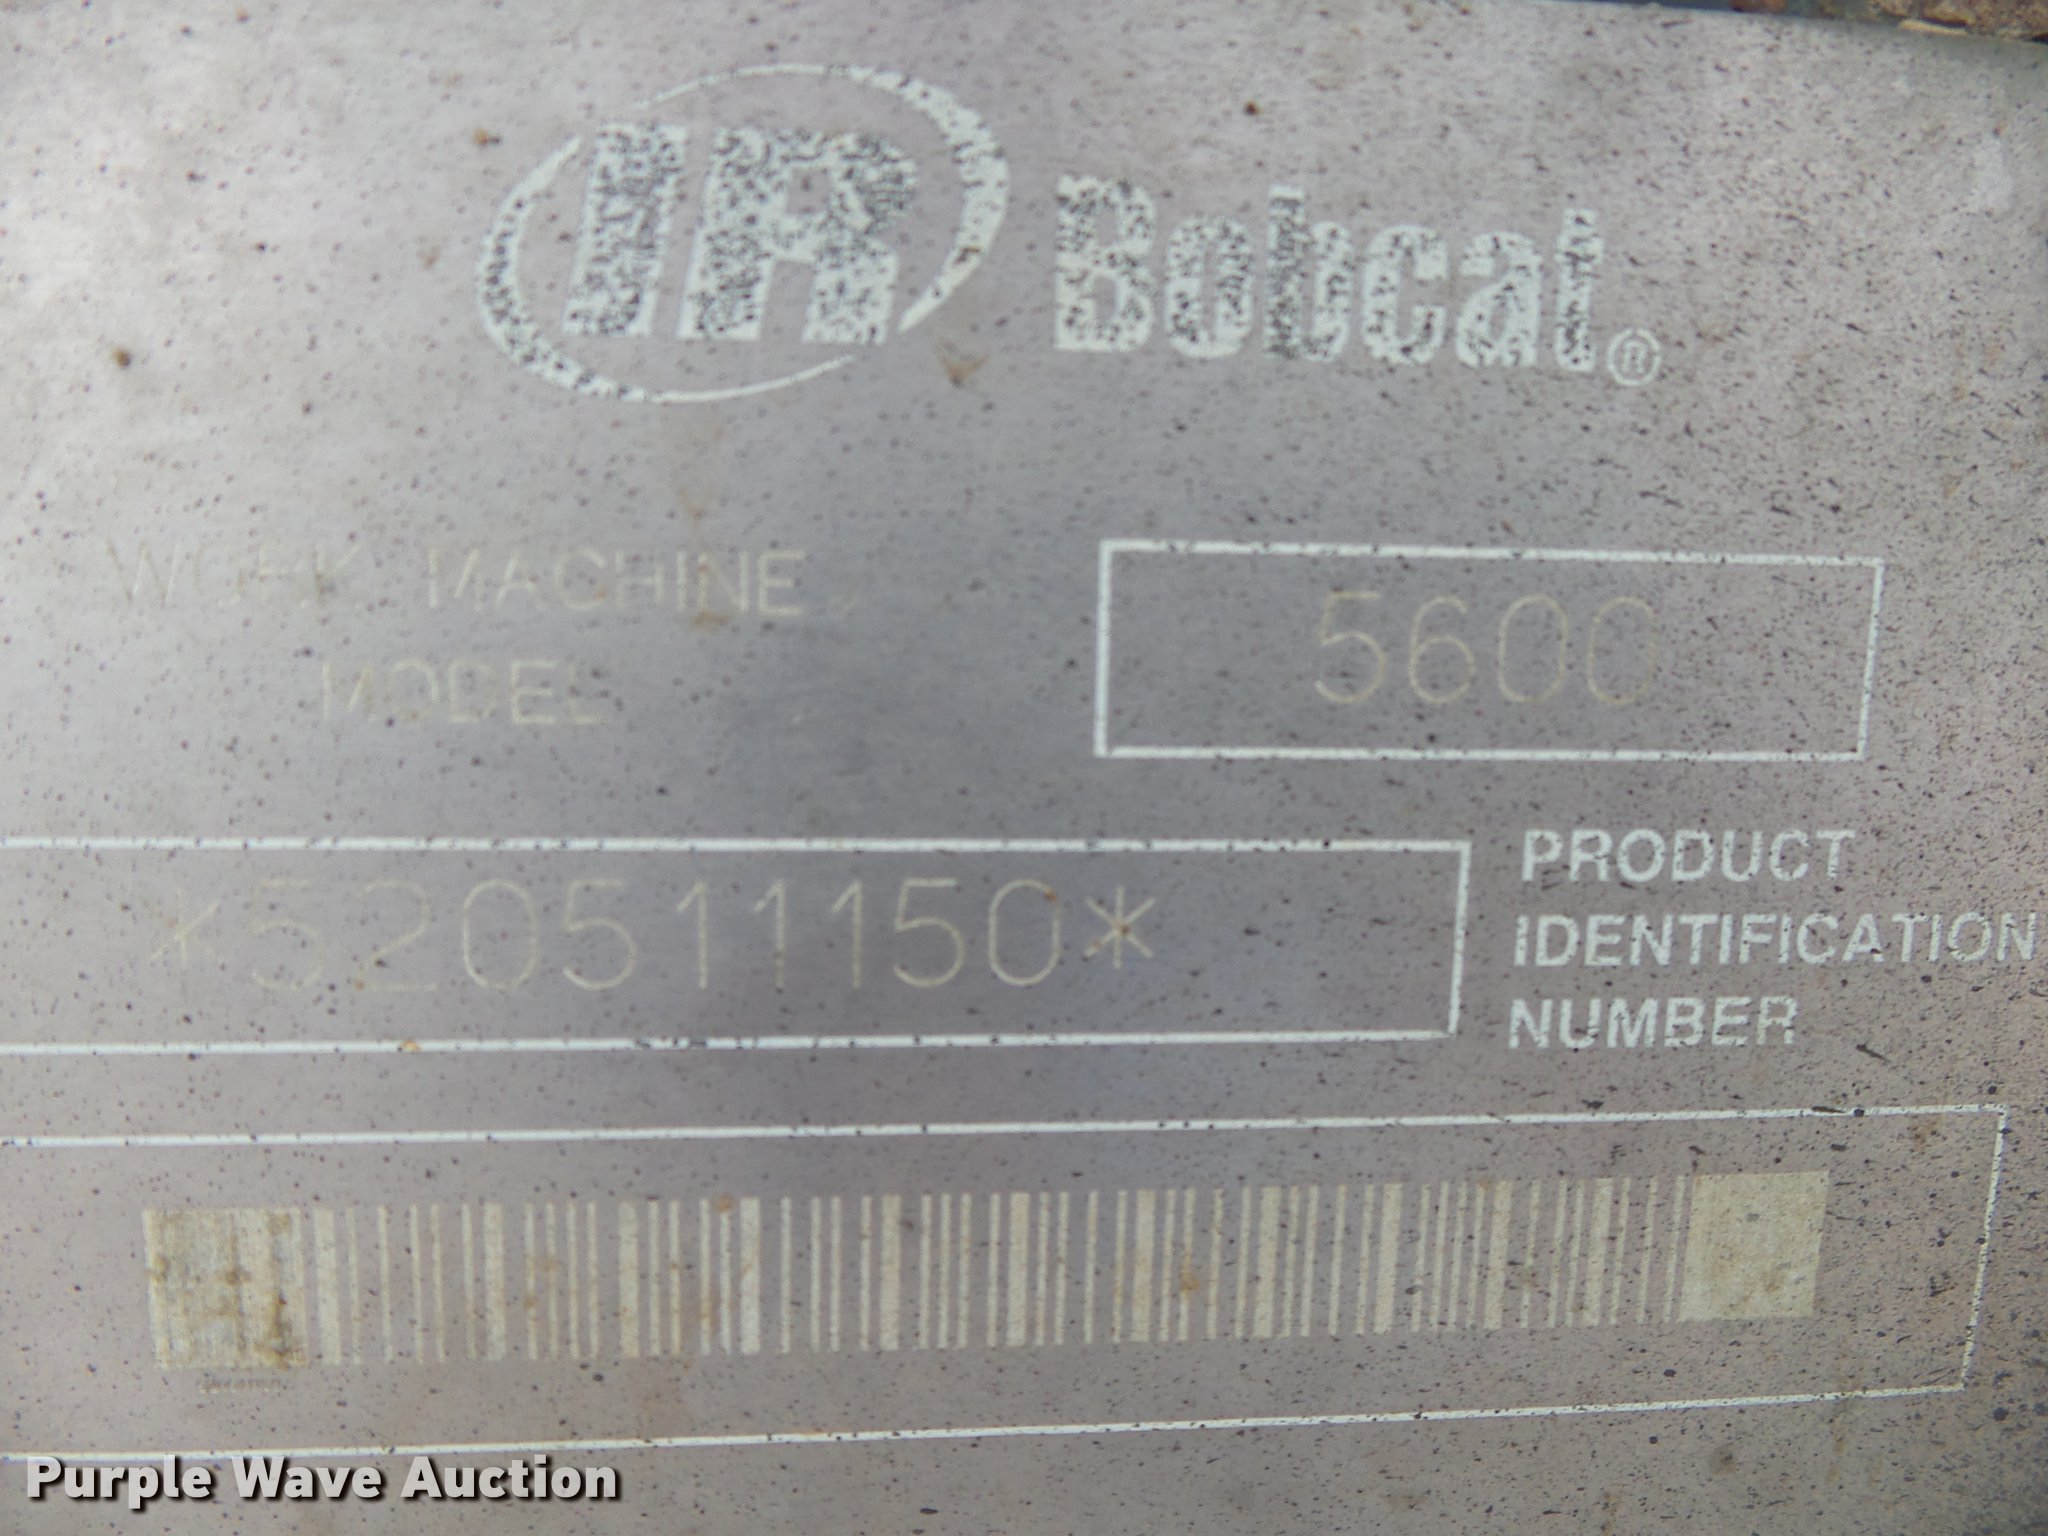 IR Bobcat®
WORK MACHINE
MODEL
5600
*520511150*
PRODUCT
IDENTIFICATION
NUMBER
Purple Wave Auction